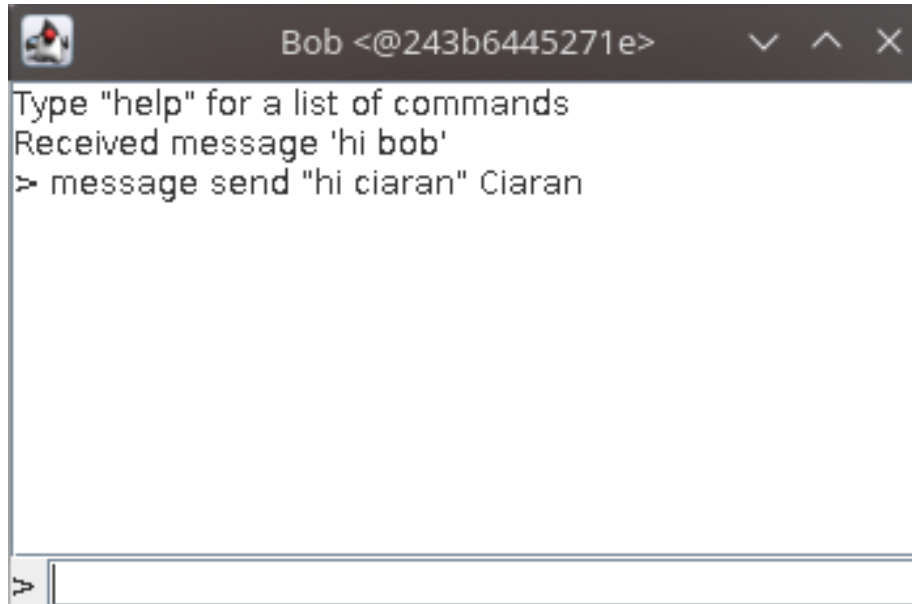 Bob <@243b6445271e>
Type "help" for a list of commands
Received message 'hi bob'
> message send "hi ciaran" Ciaran
>